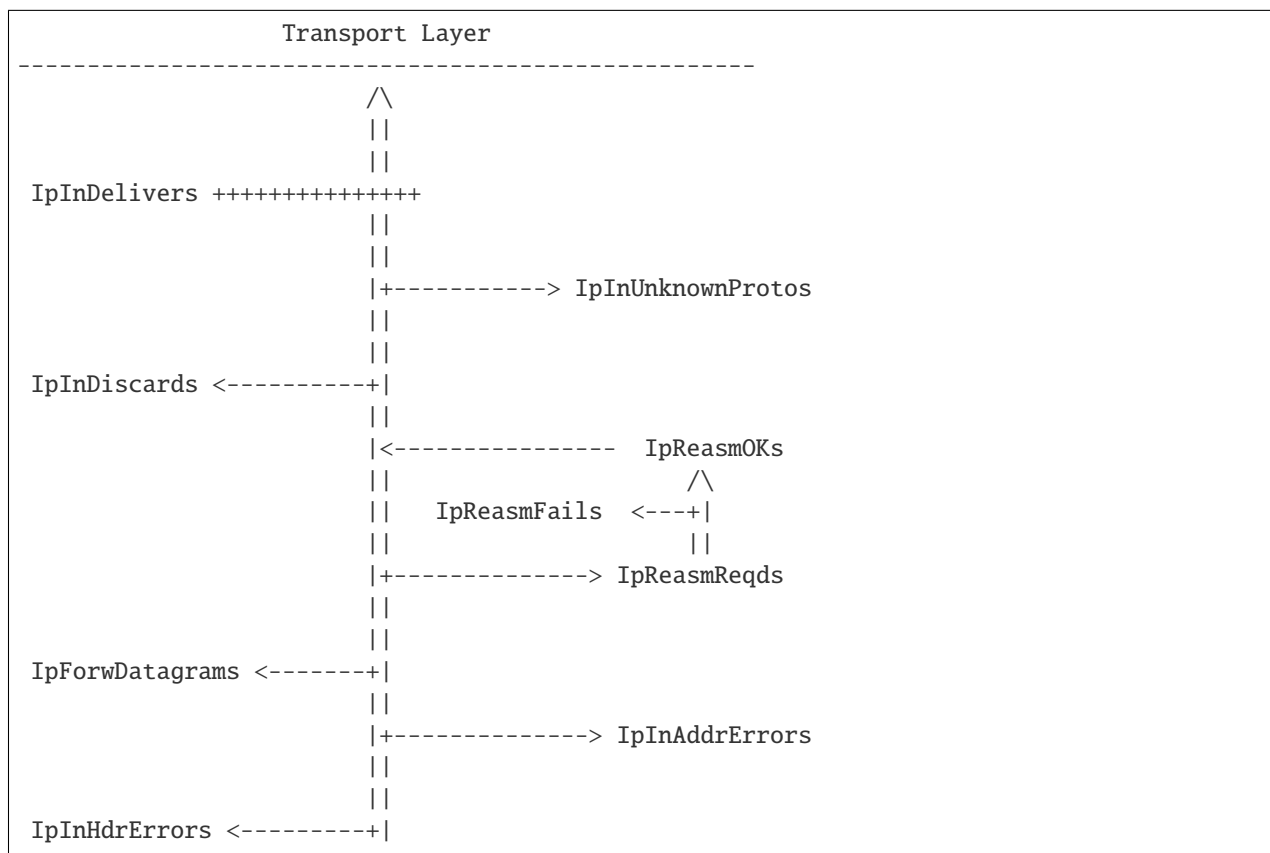 Transport Layer
-----------------------------------------------------
                         /\
                         ||
                         ||
 IpInDelivers +++++++++++++++
                         ||
                         ||
                         |+-----------> IpInUnknownProtos
                         ||
                         ||
 IpInDiscards <----------+|
                         ||
                         |<----------------  IpReasmOKs
                         ||                     /\
                         ||   IpReasmFails  <---+|
                         ||                     ||
                         |+--------------> IpReasmReqds
                         ||
                         ||
 IpForwDatagrams <-------+|
                         ||
                         |+--------------> IpInAddrErrors
                         ||
                         ||
 IpInHdrErrors <---------+|